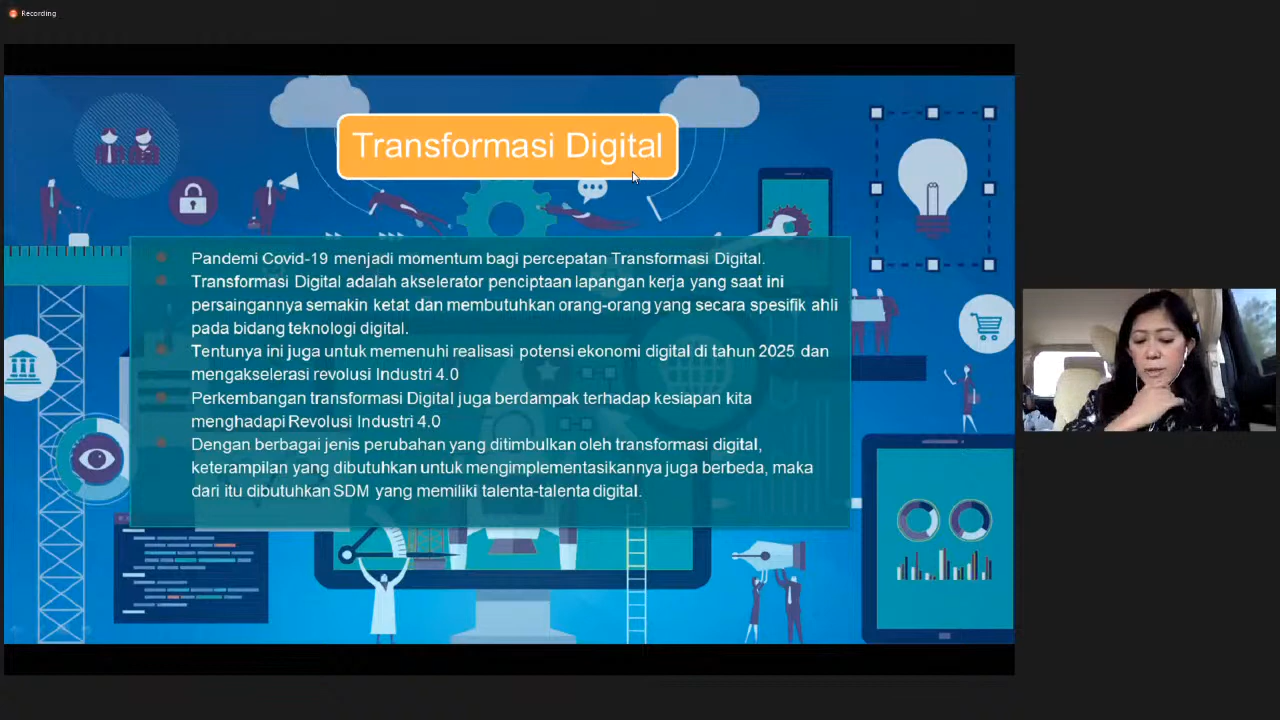 Recording
Transformasi Digital
Pandemi Covid-19 menjadi momentum bagi percepatan Transformasi Digital.
Transformasi Digital adalah akselerator penciptaan lapangan kerja yang saat ini
persaingannya semakin ketat dan membutuhkan orang-orang yang secara spesifik ahli
pada bidang teknologi digital.
Tentunya ini juga untuk memenuhi realisasi potensi ekonomi digital di tahun 2025 dan
mengakselerasi revolusi Industri 4.0
Perkembangan transformasi Digital juga berdampak terhadap kesiapan kita
menghadapi Revolusi Industri 4.0
Dengan berbagai jenis perubahan yang ditimbulkan oleh transformasi digital,
keterampilan yang dibutuhkan untuk mengimplementasikannya juga berbeda, maka
dari itu dibutuhkan SDM yang memiliki talenta-talenta digital.